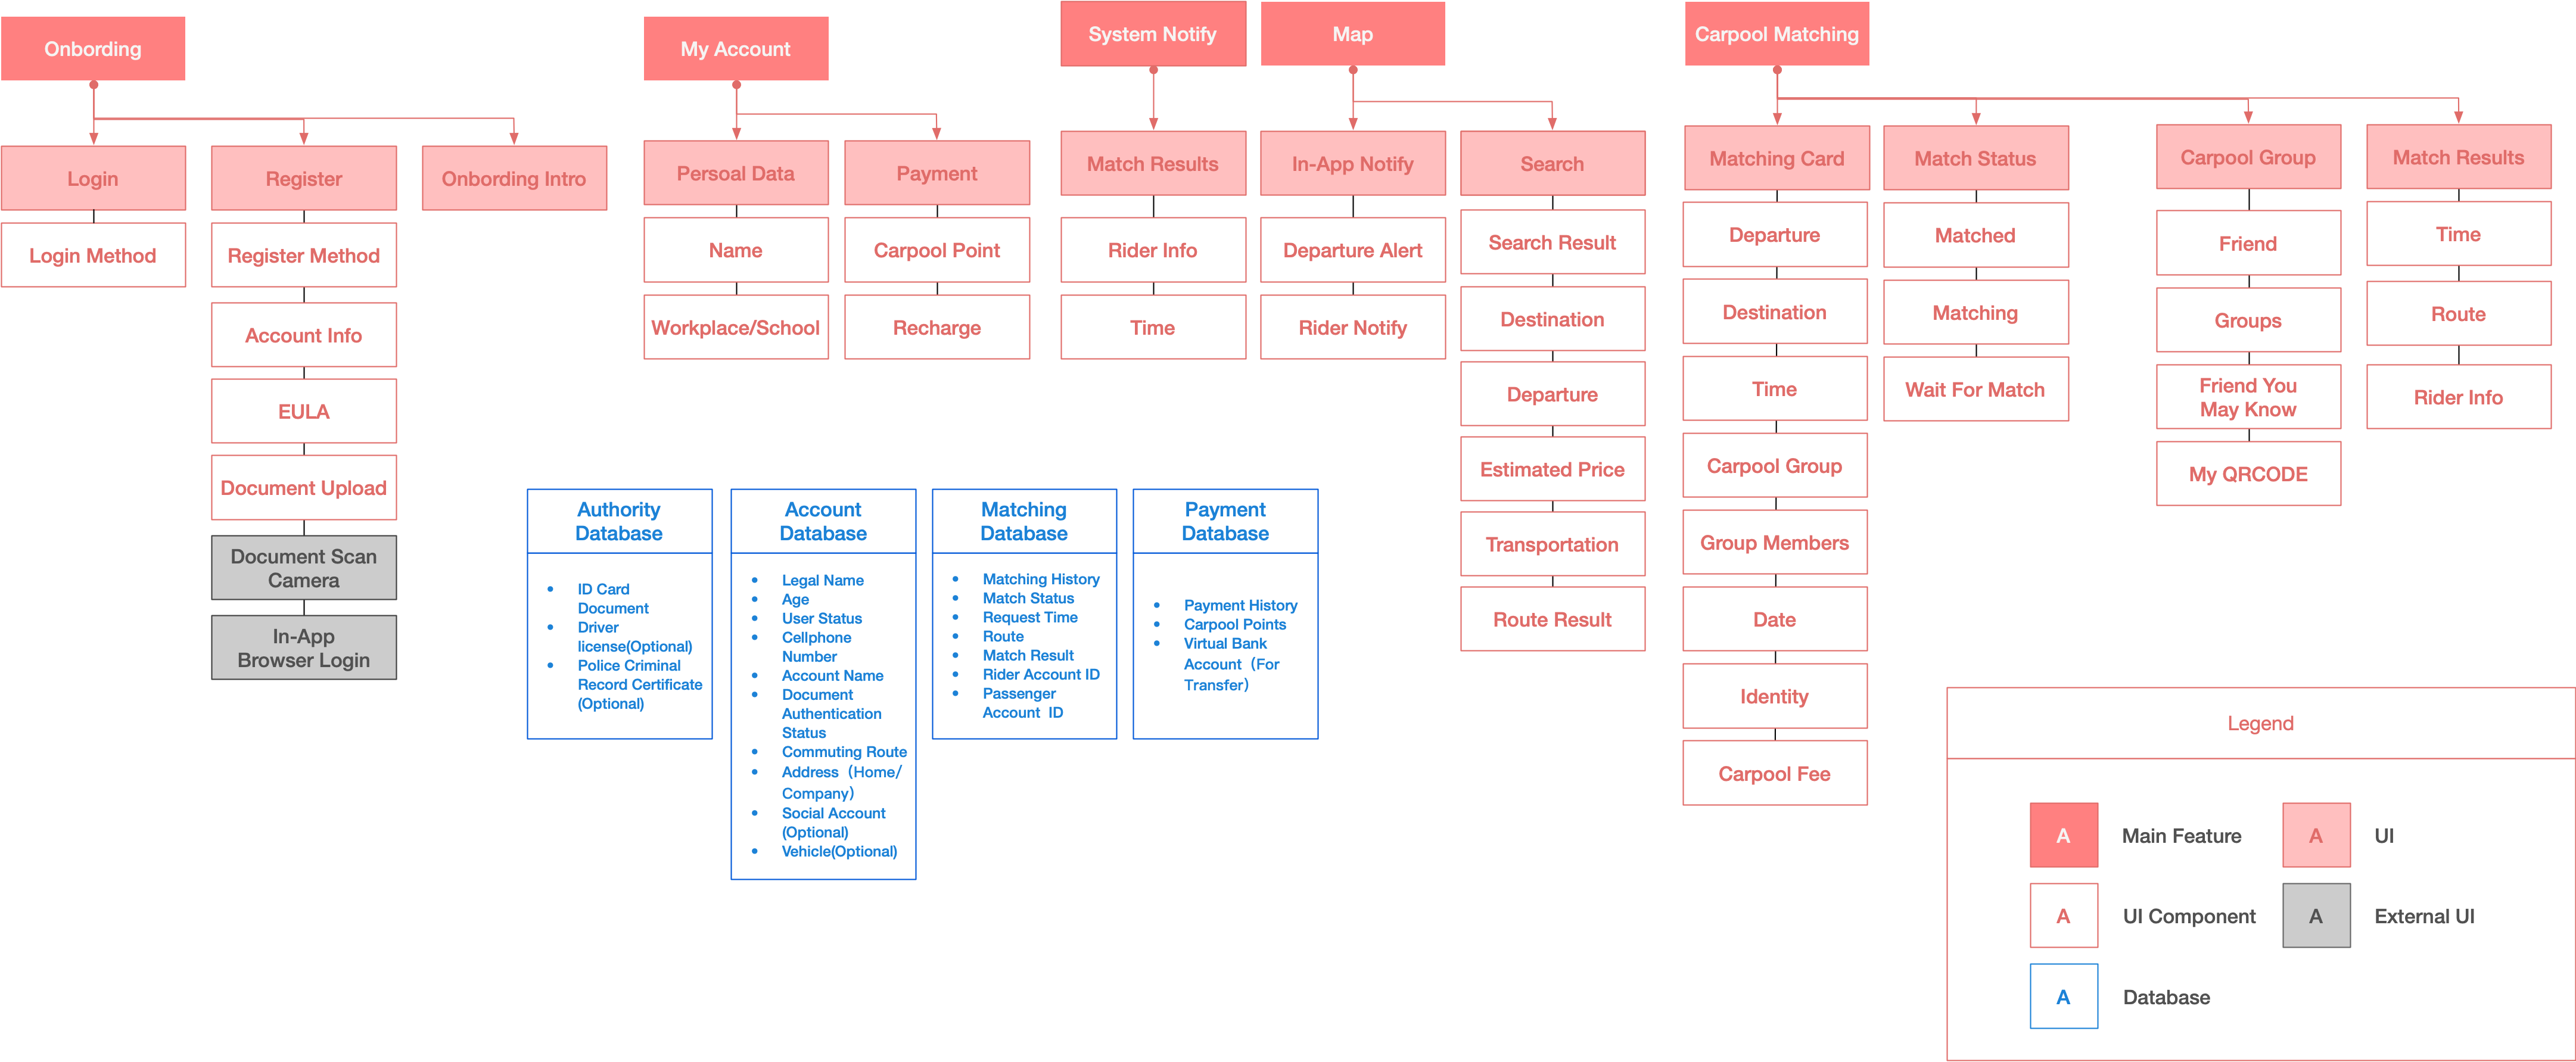 Onbording
Login
Login Method
Register
Register Method
Account Info
EULA
Document Upload
Document Scan
Camera
In-App
Browser Login
Onbording Intro
My Account
Persoal Data
Name
Workplace/School
Payment
Carpool Point
Recharge
System Notify
Match Results
Rider Info
Time
Map
In-App Notify
Departure Alert
Rider Notify
Search
Search Result
Destination
Departure
Estimated Price
Transportation
Route Result
Carpool Matching
Matching Card
Departure
Destination
Time
Carpool Group
Group Members
Date
Identity
Carpool Fee
Match Status
Matched
Matching
Wait For Match
Carpool Group
Friend
Groups
Friend You
May Know
My QRCODE
Match Results
Time
Route
Rider Info
Authority
Database
• ID Card
Document
• Driver
license(Optional)
• Police Criminal
Record Certificate
(Optional)
Account
Database
• Legal Name
• Age
• User Status
• Cellphone
Number
• Account Name
• Document
Authentication
Status
• Commuting Route
• Address（Home/
Company）
• Social Account
(Optional)
• Vehicle(Optional)
Matching
Database
• Matching History
• Match Status
• Request Time
• Route
• Match Result
• Rider Account ID
• Passenger
Account ID
Payment
Database
• Payment History
• Carpool Points
• Virtual Bank
Account（For
Transfer）
Legend
A Main Feature
A UI
A UI Component
A External UI
A Database